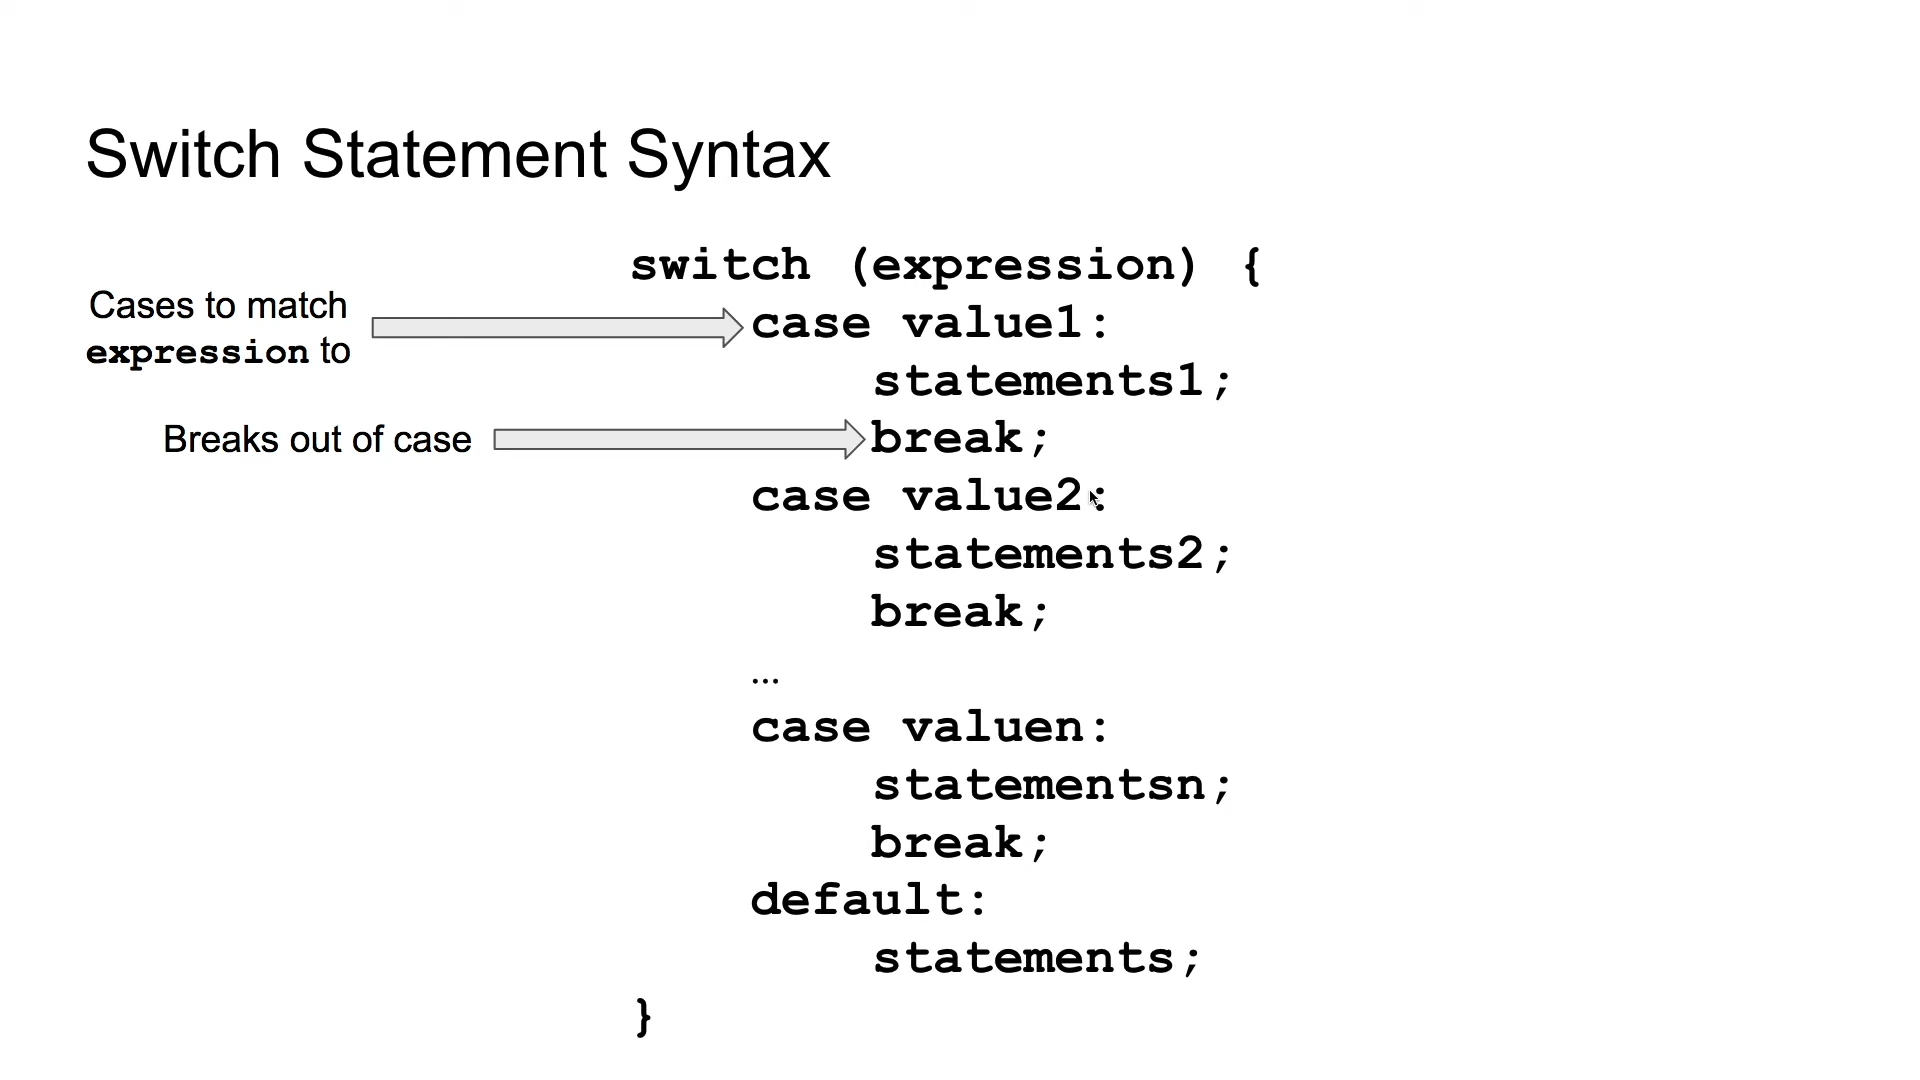 Switch Statement Syntax
switch (expression) {
Cases to match
expression to
case value1:
statements1;
Breaks out of case
break;
case value2:
statements2;
break;
...
case valuen:
statementsn;
break;
default:
statements;
}